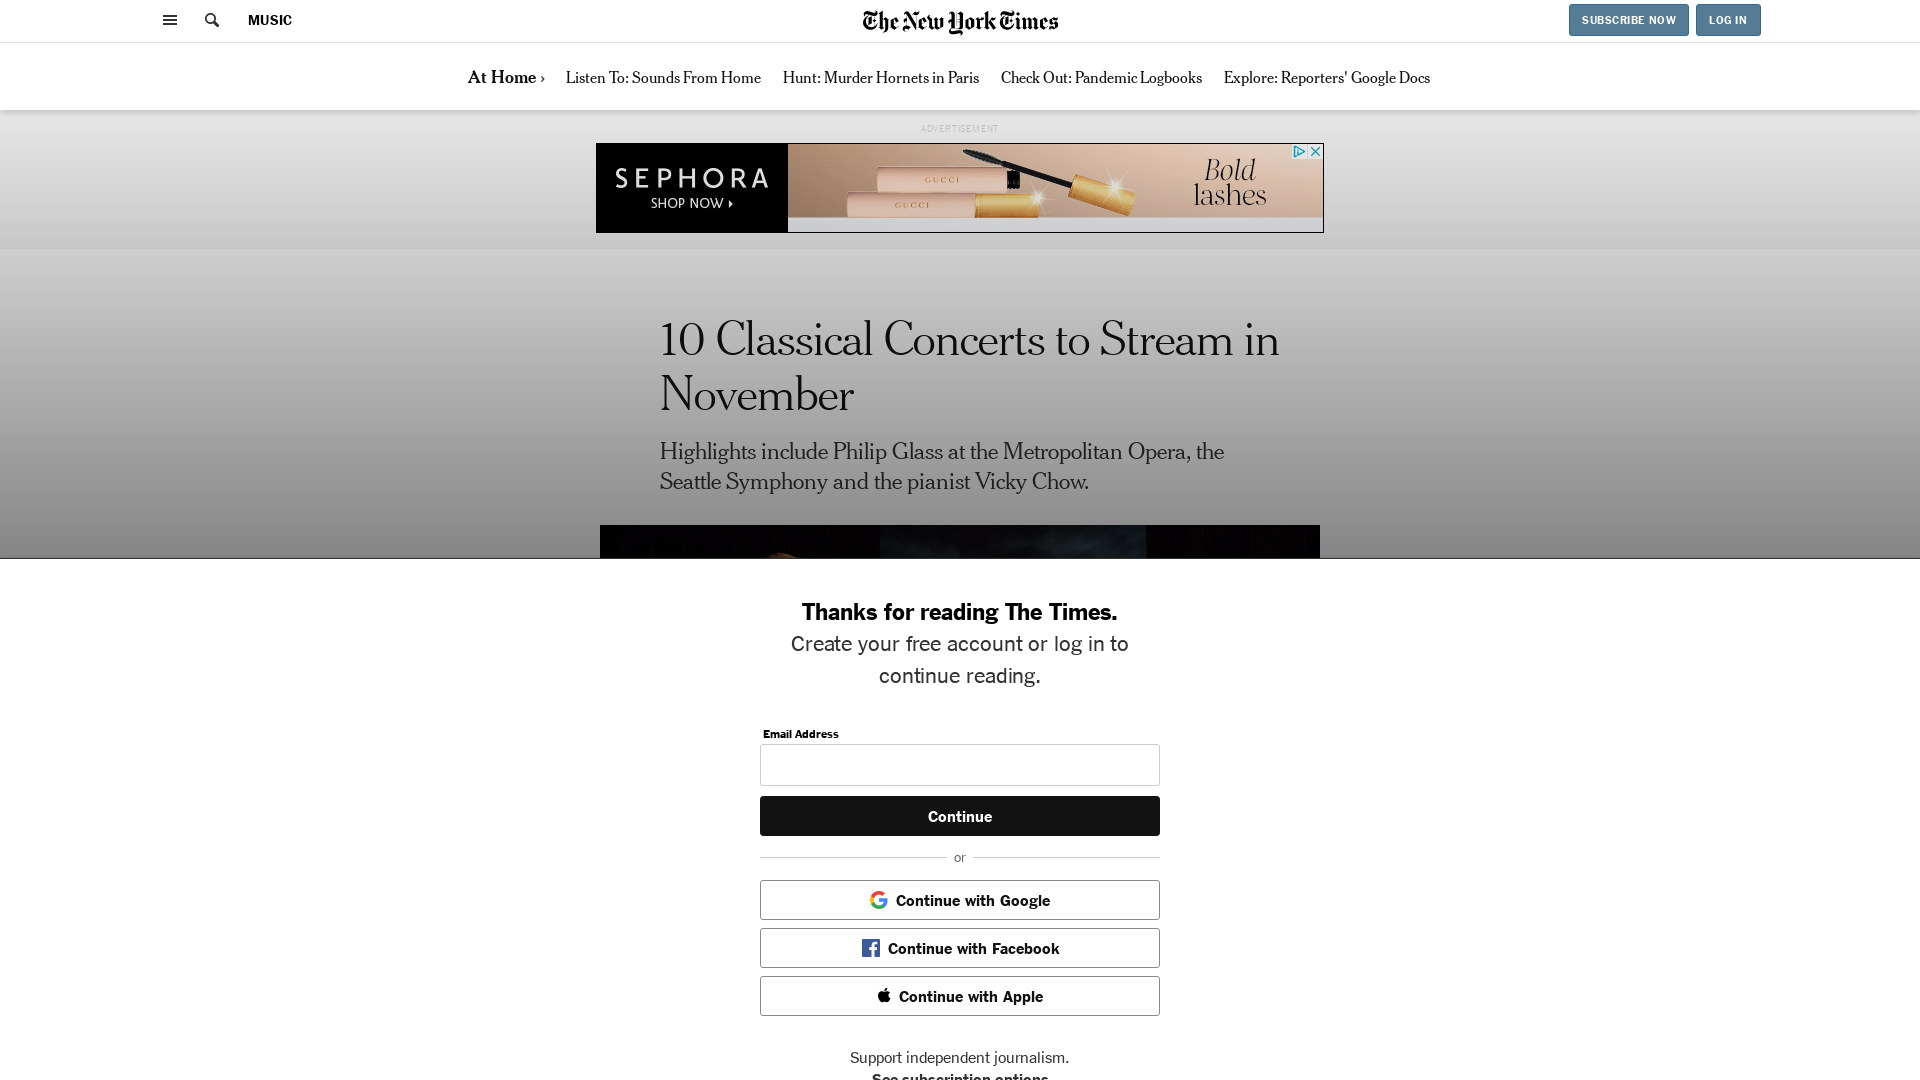 MUSIC
The New York Times
SUBSCRIBE NOW
LOG IN
At Home ›
Listen To: Sounds From Home
Hunt: Murder Hornets in Paris
Check Out: Pandemic Logbooks
Explore: Reporters' Google Docs
ADVERTISEMENT
SEPHORA
SHOP NOW
GUCCI
GUCCI
Bold
lashes
10 Classical Concerts to Stream in
November
Highlights include Philip Glass at the Metropolitan Opera, the
Seattle Symphony and the pianist Vicky Chow.
Thanks for reading The Times.
Create your free account or log in to
continue reading.
Email Address
Continue
or
Continue with Google
Continue with Facebook
Continue with Apple
Support independent journalism.
See subscription options